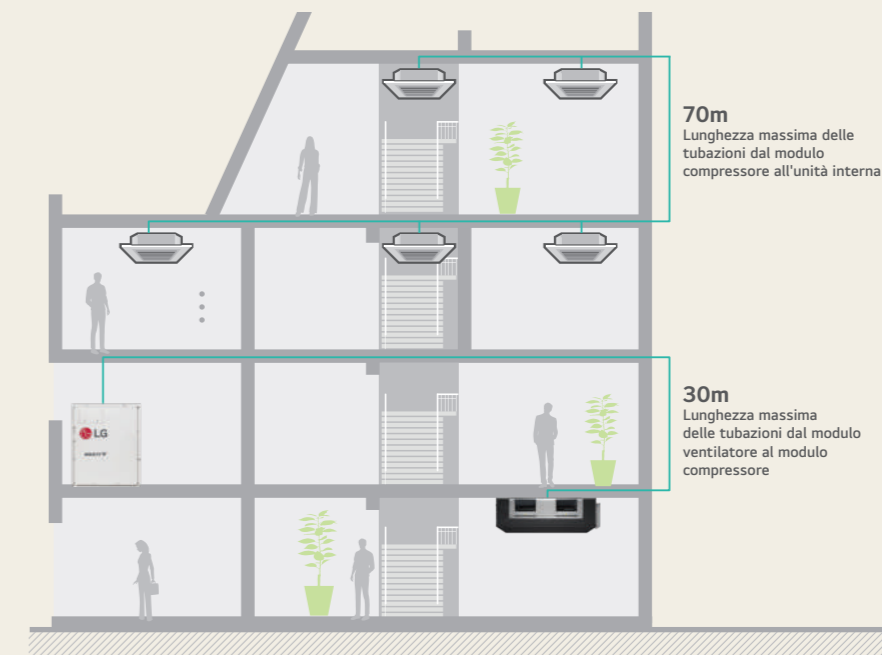 70m
Lunghezza massima delle
tubazioni dal modulo
compressore all'unità interna
LG
30m
Lunghezza massima
delle tubazioni dal modulo
ventilatore al modulo
compressore